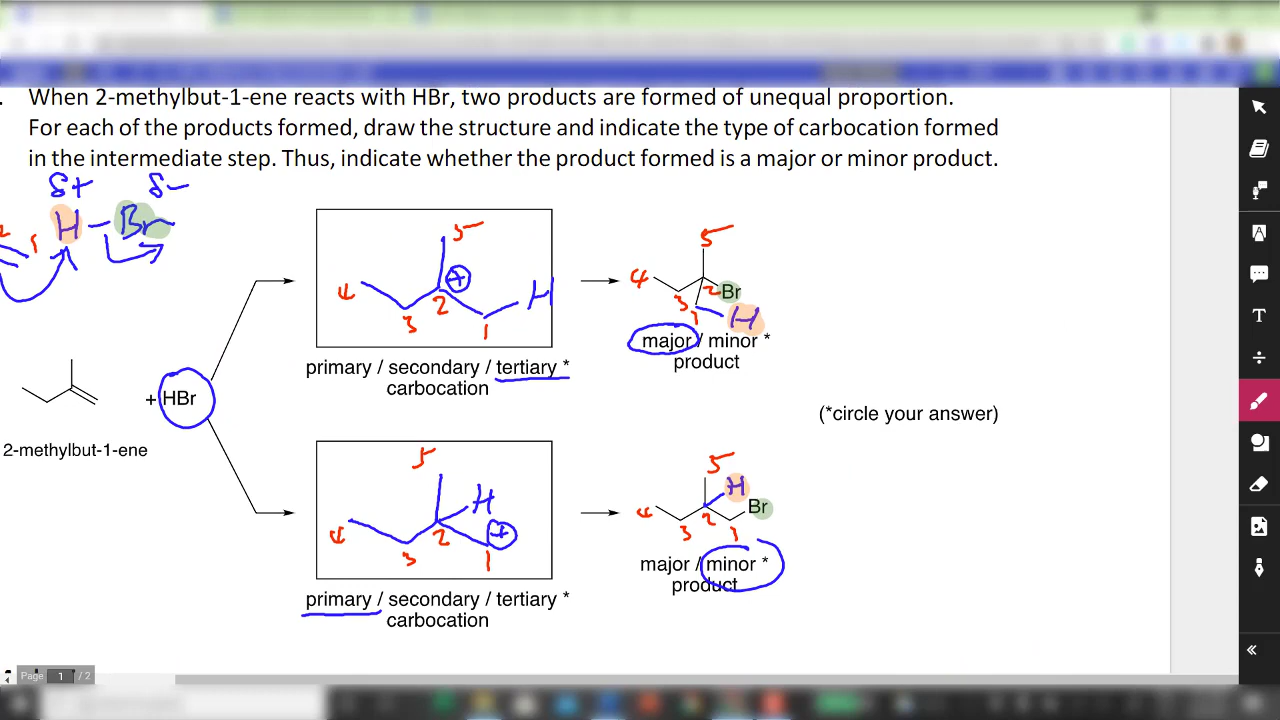 When 2-methylbut-1-ene reacts with HBr, two products are formed of unequal proportion.
For each of the products formed, draw the structure and indicate the type of carbocation formed
in the intermediate step. Thus, indicate whether the product formed is a major or minor product.
δ+ δ-
H - Br
1
5
4
+
H
2
3
1
5
4
2
Br
3
1
H
major / minor *
product
primary / secondary / tertiary *
carbocation
+ HBr
2-methylbut-1-ene
(*circle your answer)
5
H
+
4
2
3
1
5
H
Br
4
2
3
1
major / minor *
product
primary / secondary / tertiary *
carbocation
Page 1 / 2